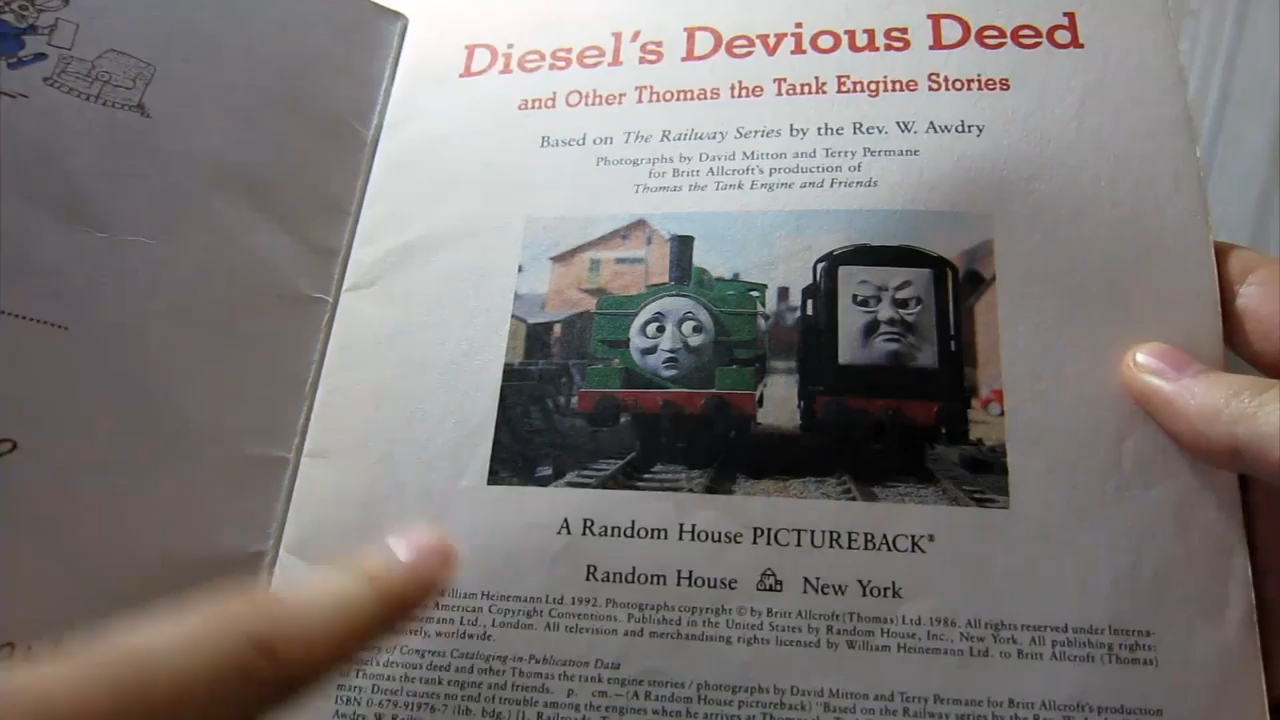 Diesel's Devious Deed
and Other Thomas the Tank Engine Stories
Based on The Railway Series by the Rev. W. Awdry
Photographs by David Mitton and Terry Permane
for Britt Allcroft's production of
Thomas the Tank Engine and Friends
A Random House PICTUREBACK®
Random House New York
illiam Heinemann Ltd. 1992. Photographs copyright © by Britt Allcroft (Thomas) Ltd. 1986. All rights reserved under Interna-
American Copyright Conventions. Published in the United States by Random House, Inc., New York. All publishing rights:
nemann Ltd., London. All television and merchandising rights licensed by William Heinemann Ltd. to Britt Allcroft (Thomas)
ively, worldwide.
of Congress Cataloging-in-Publication Data
sel's devious deed and other Thomas the tank engine stories / photographs by David Mitton and Terry Permane for Britt Allcroft's production
Thomas the tank engine and friends. p. cm.—(A Random House pictureback) "Based on the Railway series by the Rev. W.
mary: Diesel causes no end of trouble among the engines when he arrives at
ISBN 0-679-91976-7 (lib. bdg.) [1. Railroads
Awdry, W.